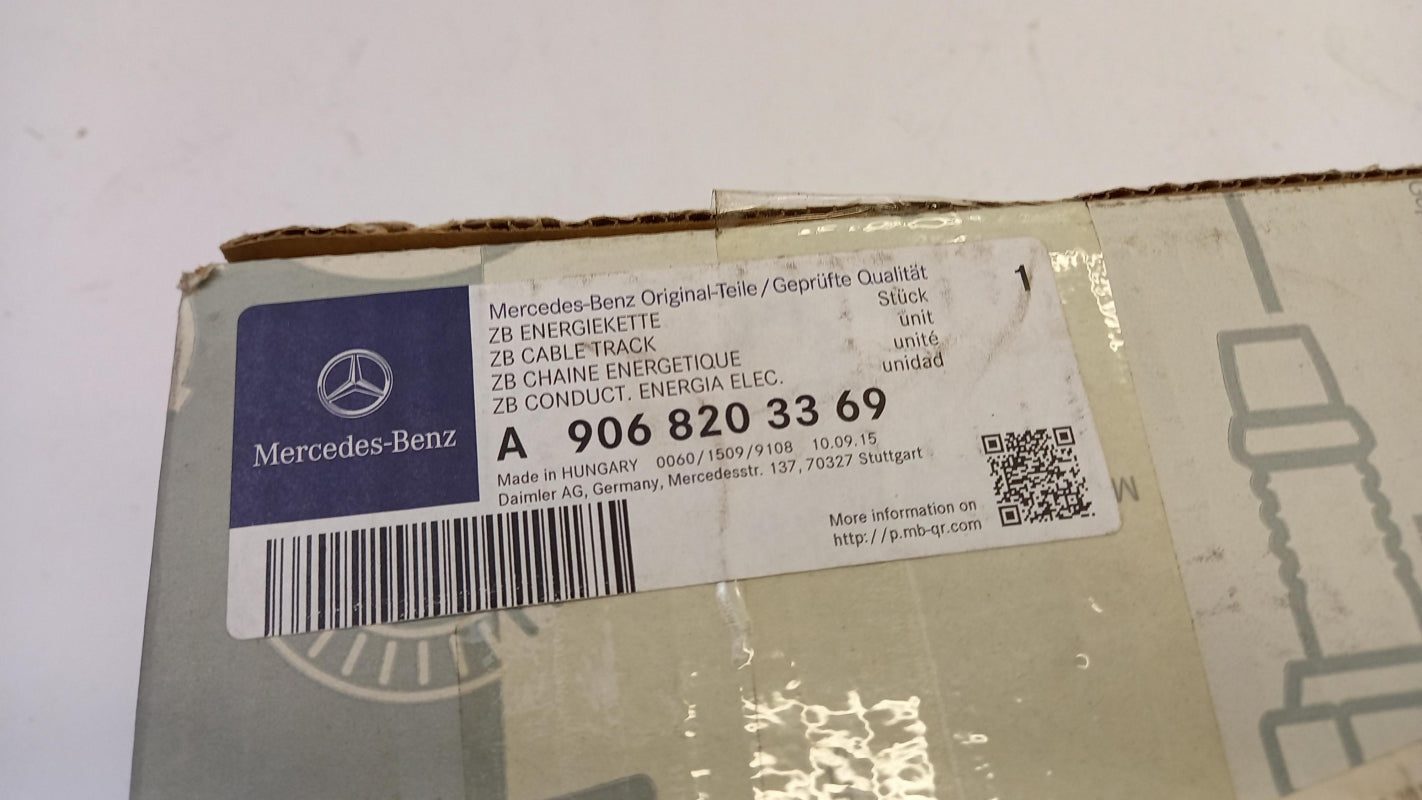 Mercedes-Benz Original-Teile/Geprüfte Qualität
ZB ENERGIEKETTE Stück 1
ZB CABLE TRACK unit
ZB CHAINE ENERGETIQUE unité
ZB CONDUCT. ENERGIA ELEC. unidad
A 906 820 33 69
Made in HUNGARY 0060/1509/9108 10.09.15
Daimler AG, Germany, Mercedesstr. 137, 70327 Stuttgart
Mercedes-Benz
More information on
http://p.mb-qr.com